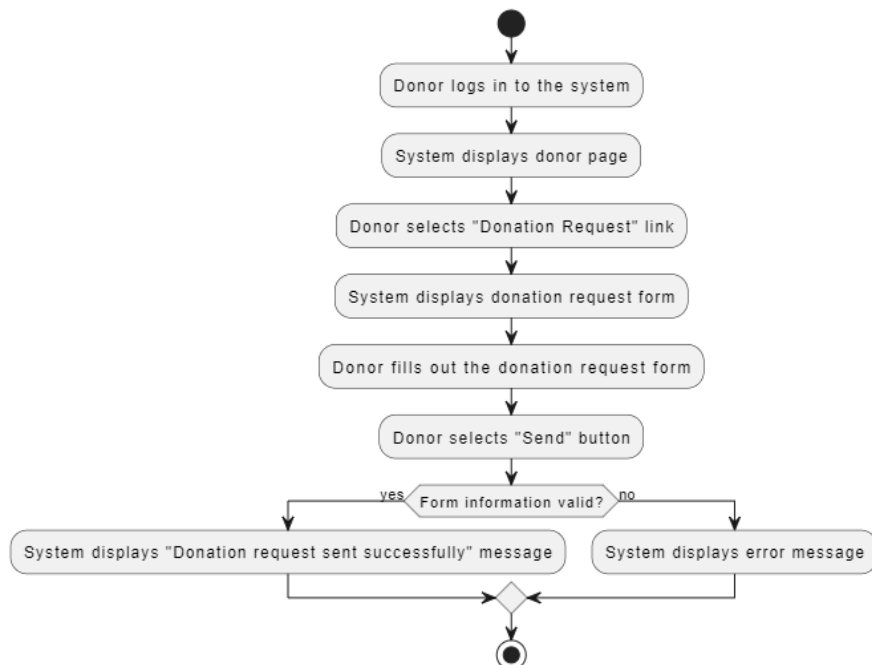 Donor logs in to the system
System displays donor page
Donor selects "Donation Request" link
System displays donation request form
Donor fills out the donation request form
Donor selects "Send" button
yes
Form information valid?
no
System displays "Donation request sent successfully" message
System displays error message